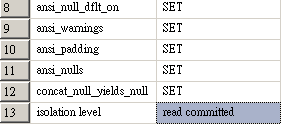 8 ansi_null_dflt_on SET
9 ansi_warnings SET
10 ansi_padding SET
11 ansi_nulls SET
12 concat_null_yields_null SET
13 isolation level read committed